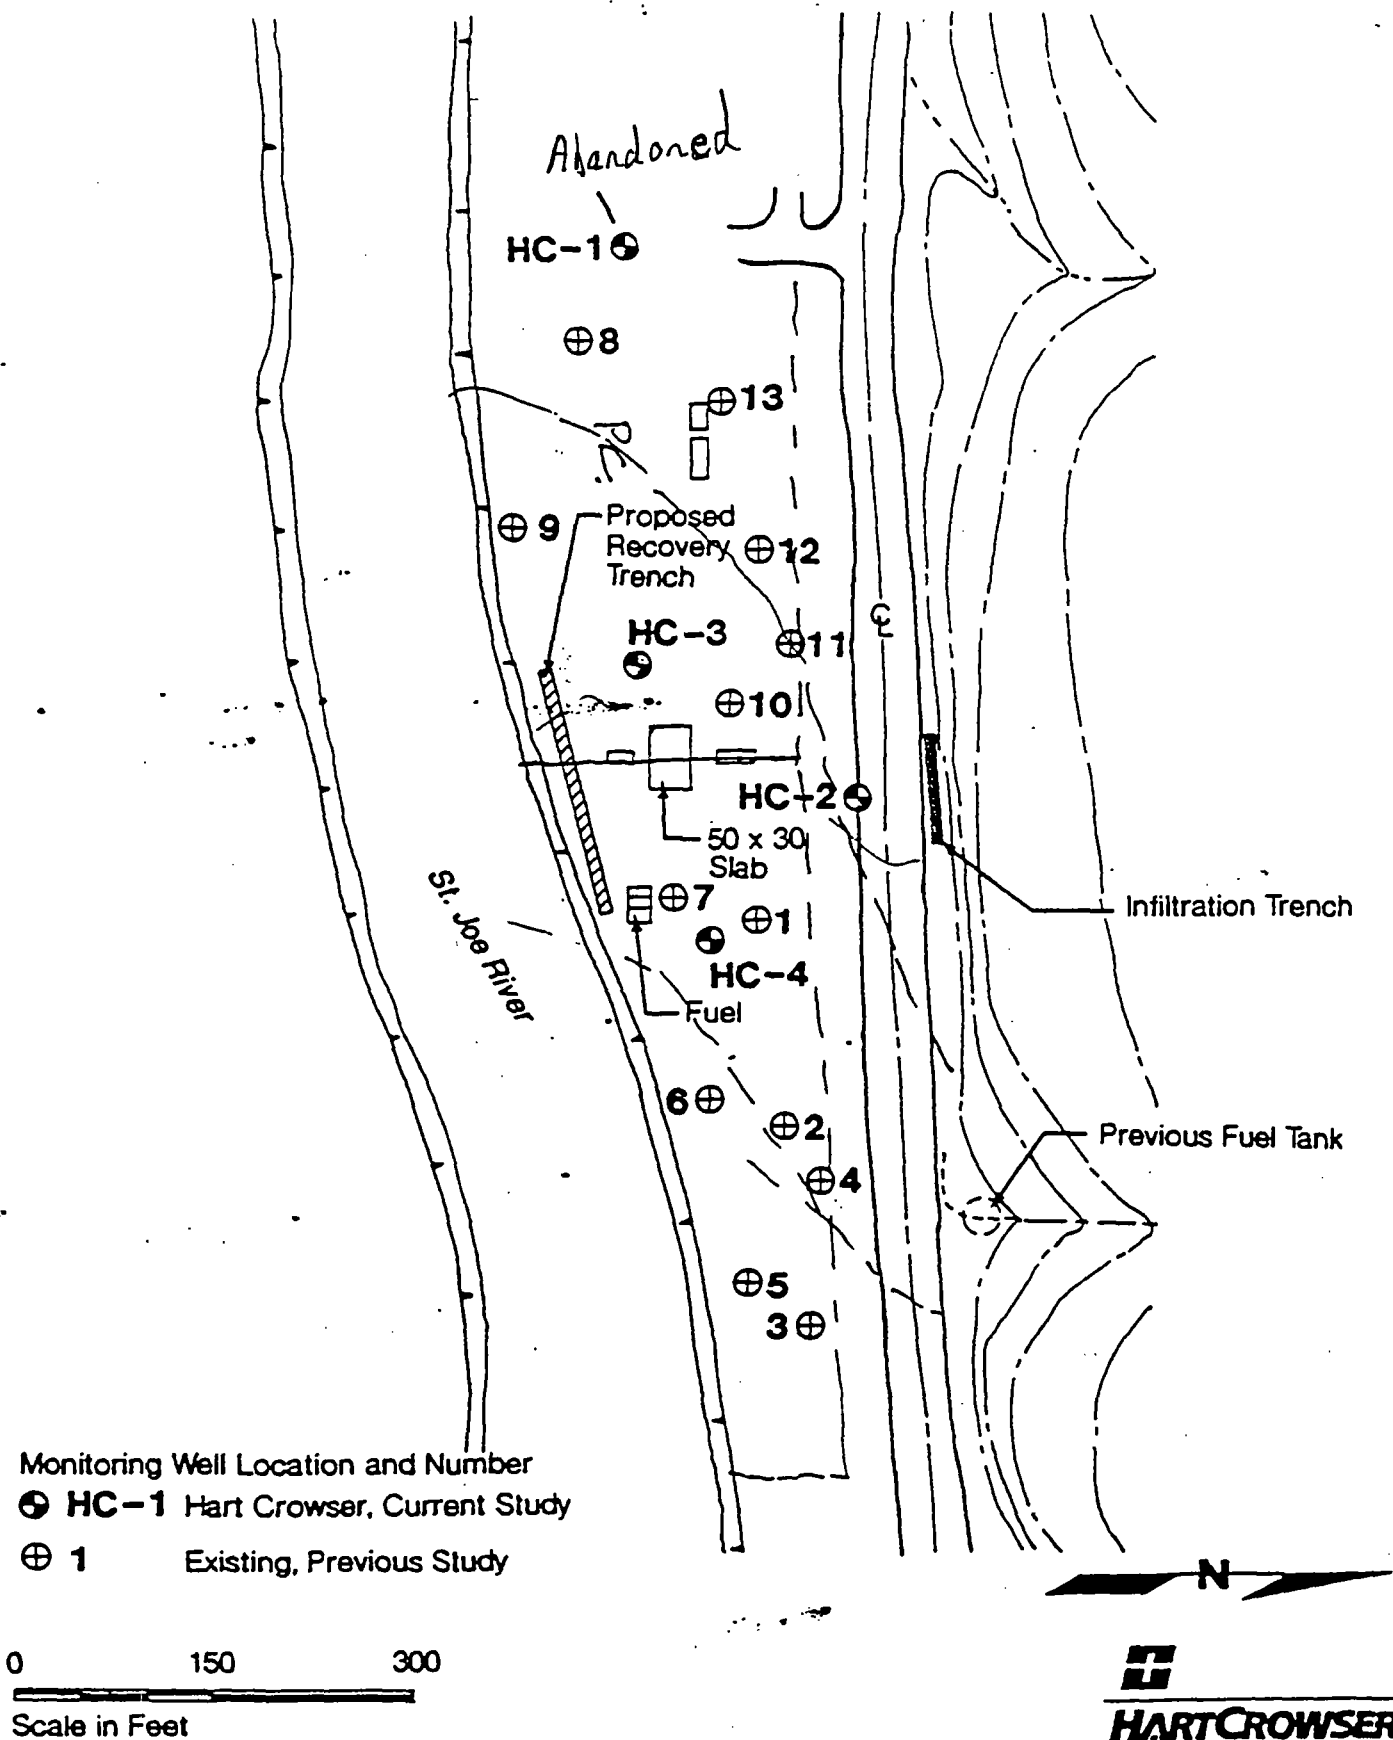 Abandoned
HC-1
8
13
9
Proposed
Recovery
Trench
12
HC-3
11
℄
10
HC-2
50 x 30
Slab
7
1
Infiltration Trench
St. Joe River
HC-4
Fuel
6
2
Previous Fuel Tank
4
5
3
Monitoring Well Location and Number
HC-1 Hart Crowser, Current Study
1 Existing, Previous Study
N
0 150 300
Scale in Feet
HARTCROWSER